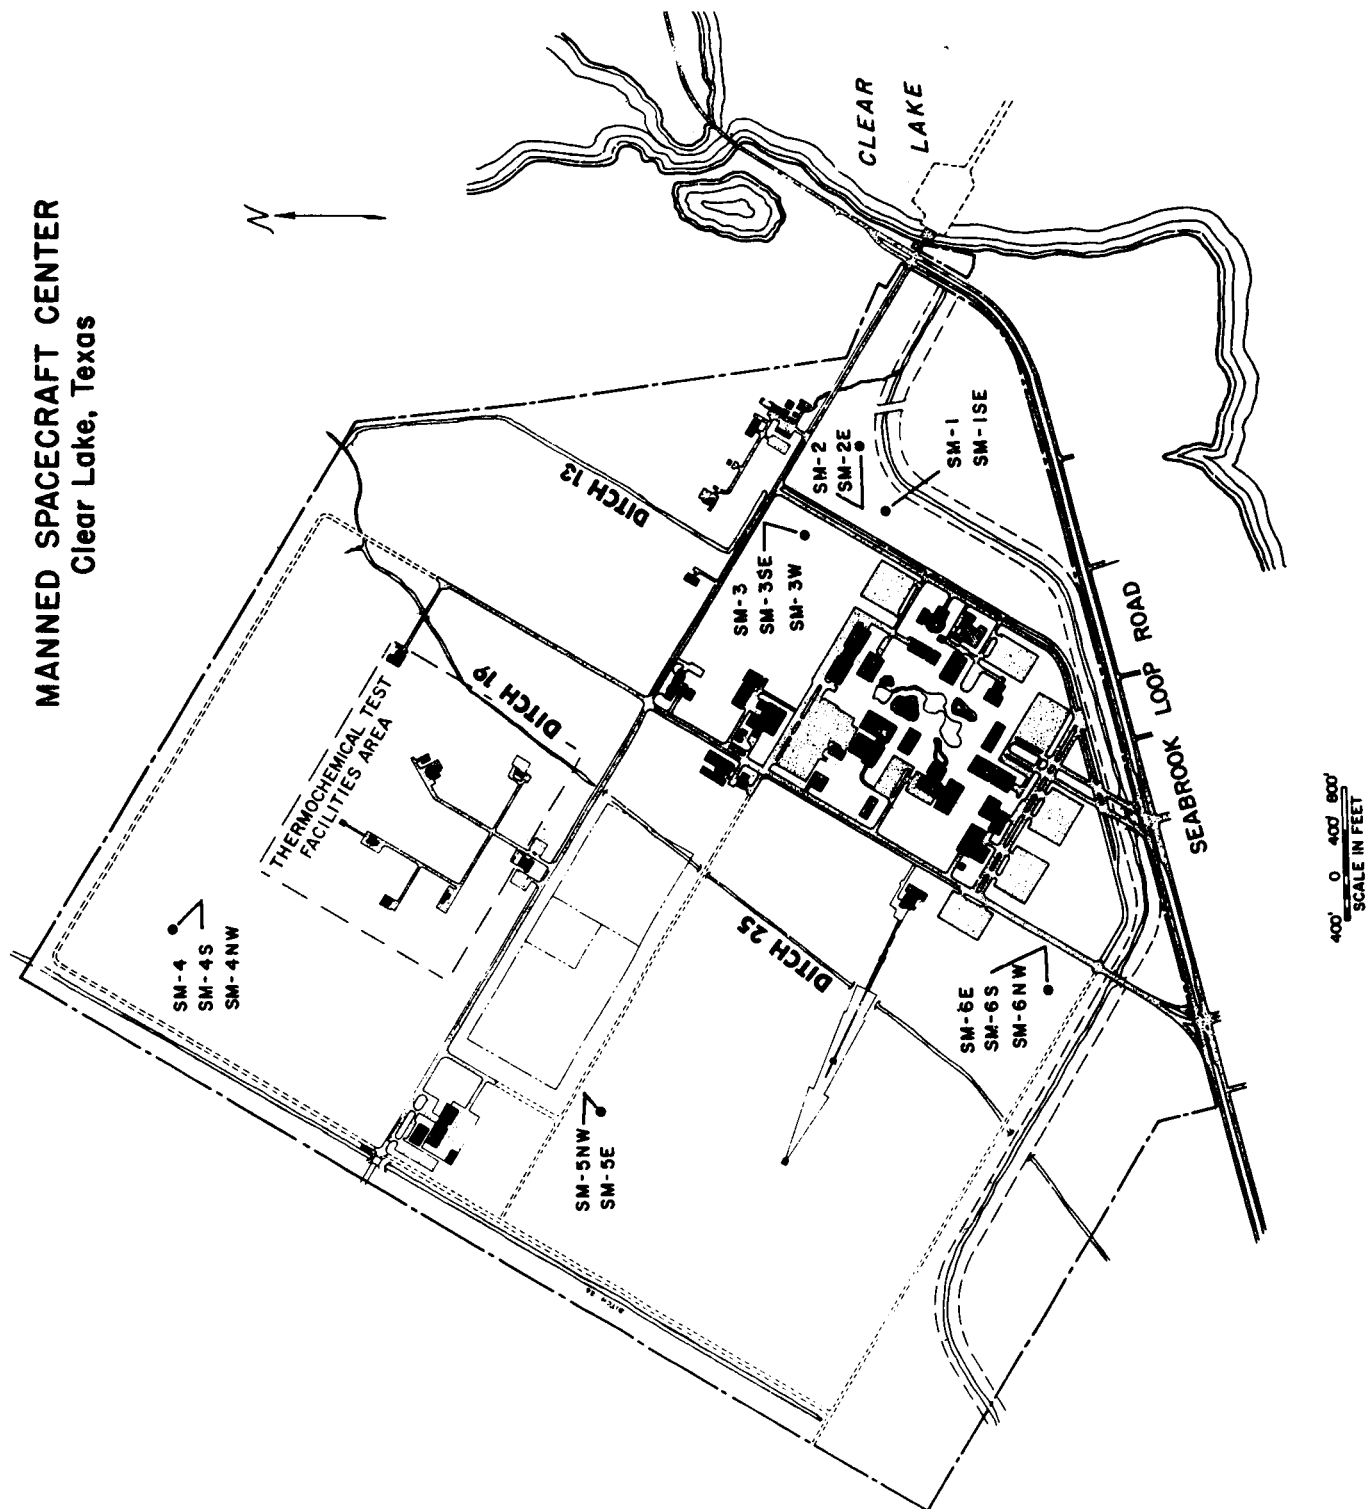 MANNED SPACECRAFT CENTER
Clear Lake, Texas
N
CLEAR
LAKE
DITCH 13
SM-2
SM-2E
SM-1
SM-1SE
SM-3
SM-3SE
SM-3W
DITCH 19
THERMOCHEMICAL TEST
FACILITIES AREA
SM-4
SM-4S
SM-4NW
DITCH 25
SM-5NW
SM-5E
SM-6E
SM-6S
SM-6NW
SEABROOK LOOP ROAD
400' 0 400' 800'
SCALE IN FEET